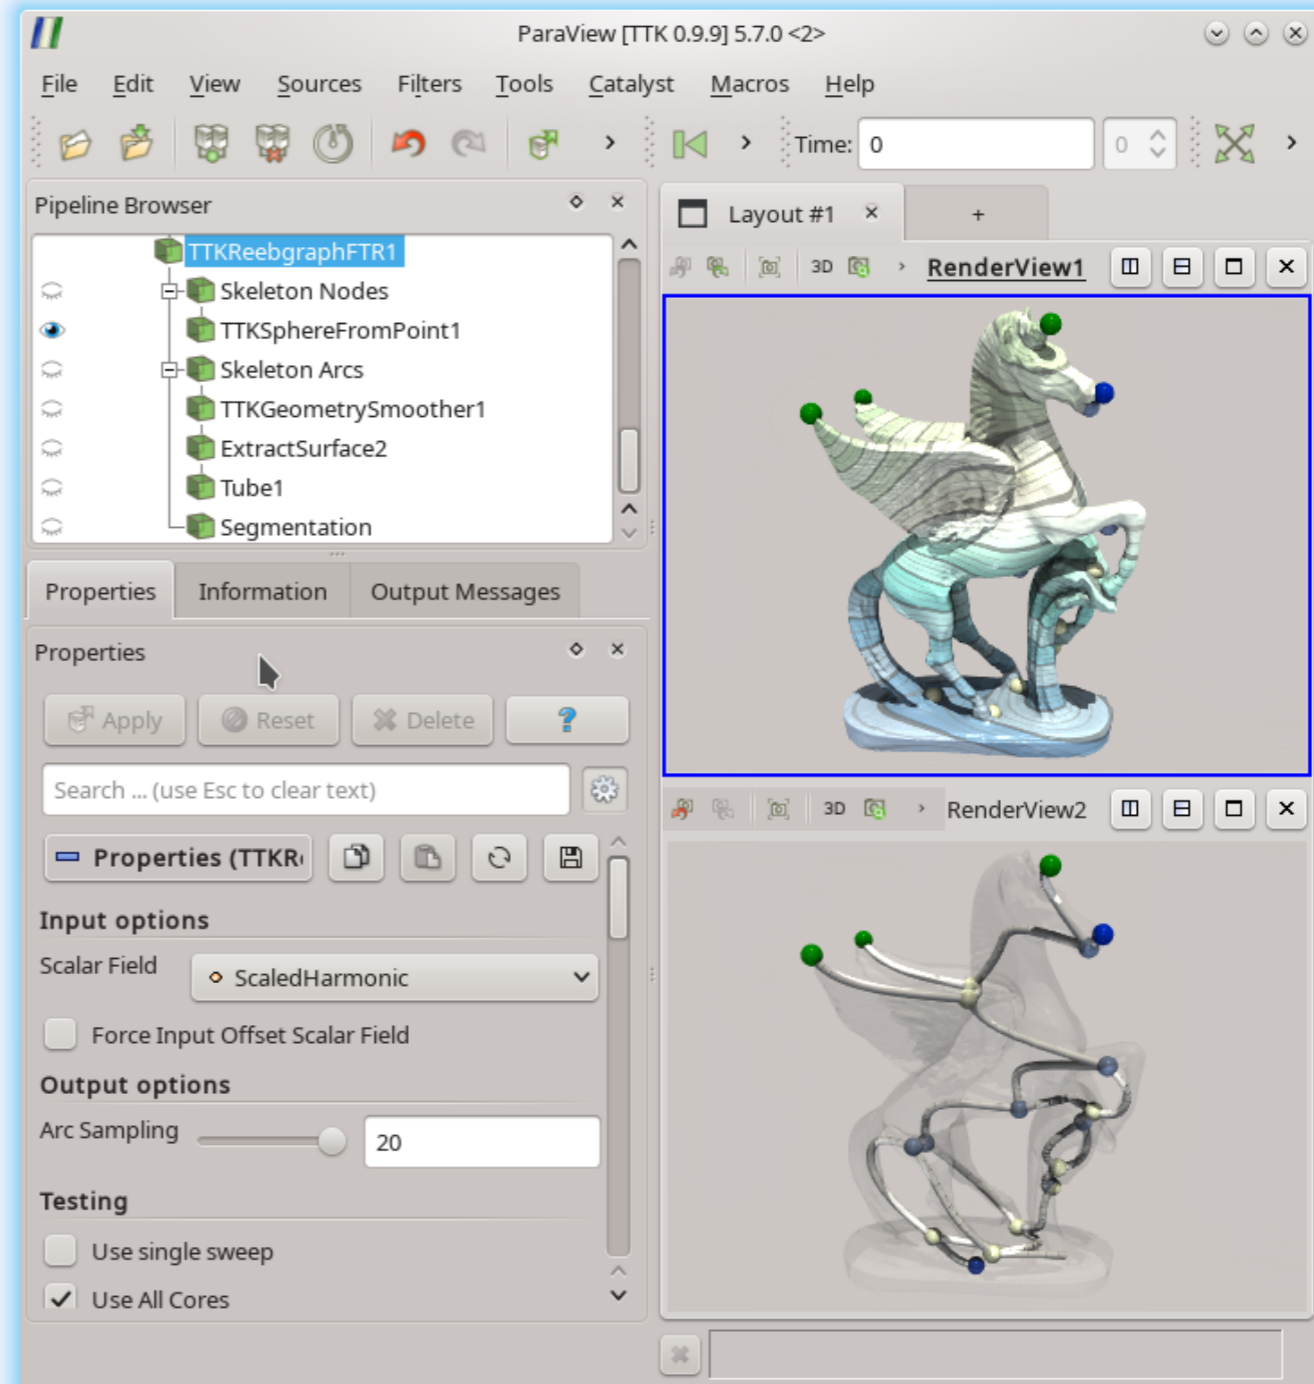 ParaView [TTK 0.9.9] 5.7.0 <2>
File Edit View Sources Filters Tools Catalyst Macros Help
Time: 0 0
Pipeline Browser
TTKReebgraphFTR1
Skeleton Nodes
TTKSphereFromPoint1
Skeleton Arcs
TTKGeometrySmoother1
ExtractSurface2
Tube1
Segmentation
Properties Information Output Messages
Properties
Apply Reset Delete ?
Search ... (use Esc to clear text)
Properties (TTKR
Input options
Scalar Field ScaledHarmonic
Force Input Offset Scalar Field
Output options
Arc Sampling 20
Testing
Use single sweep
Use All Cores
Layout #1 +
3D RenderView1
3D RenderView2